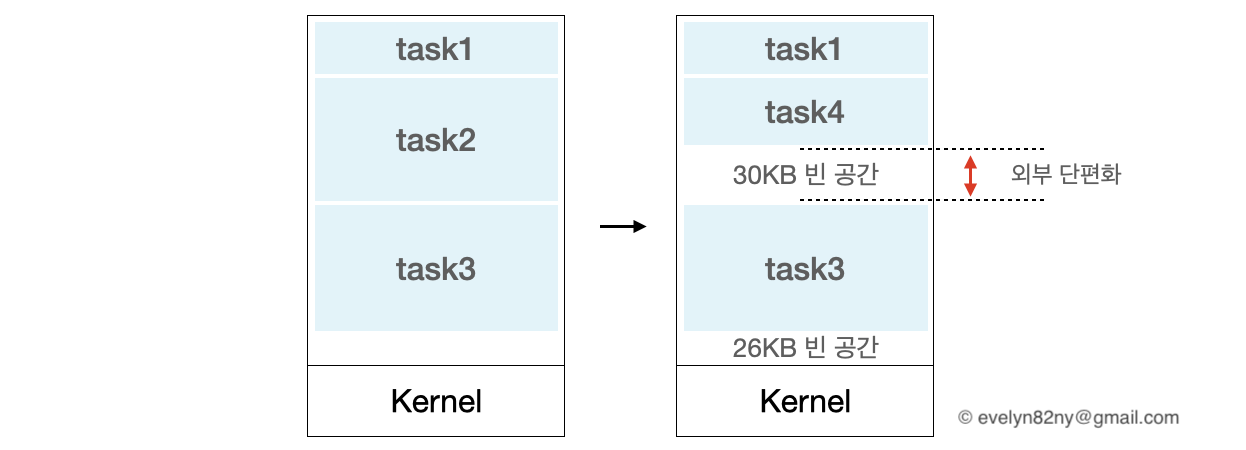 task1
task2
task3
Kernel
task1
task4
30KB 빈 공간
외부 단편화
task3
26KB 빈 공간
Kernel
© evelyn82ny@gmail.com